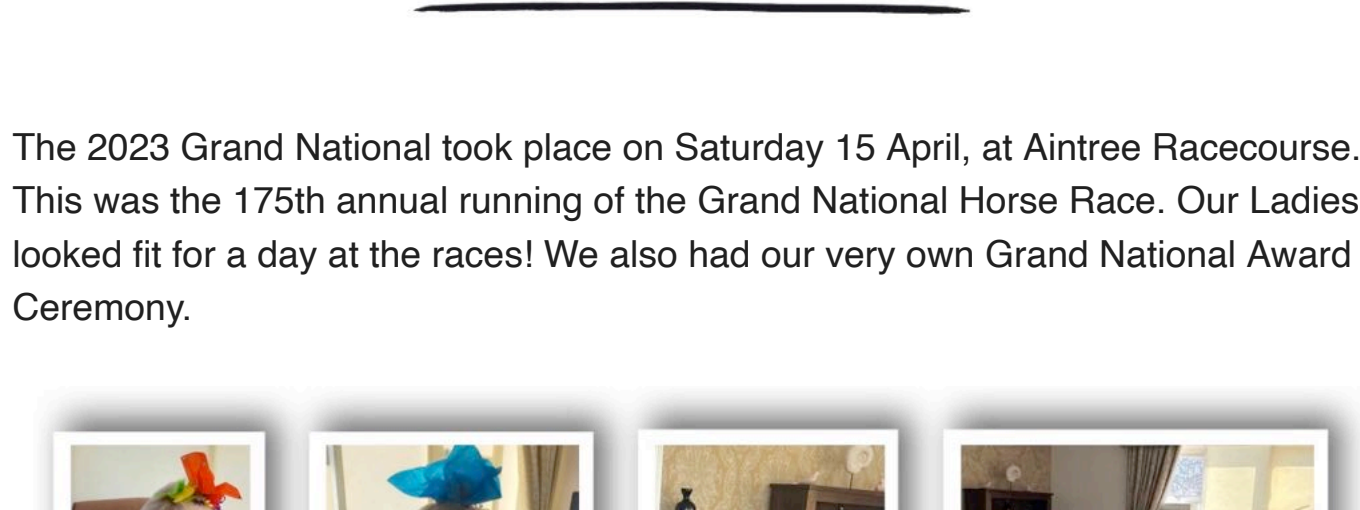 The 2023 Grand National took place on Saturday 15 April, at Aintree Racecourse.
This was the 175th annual running of the Grand National Horse Race. Our Ladies
looked fit for a day at the races! We also had our very own Grand National Award
Ceremony.